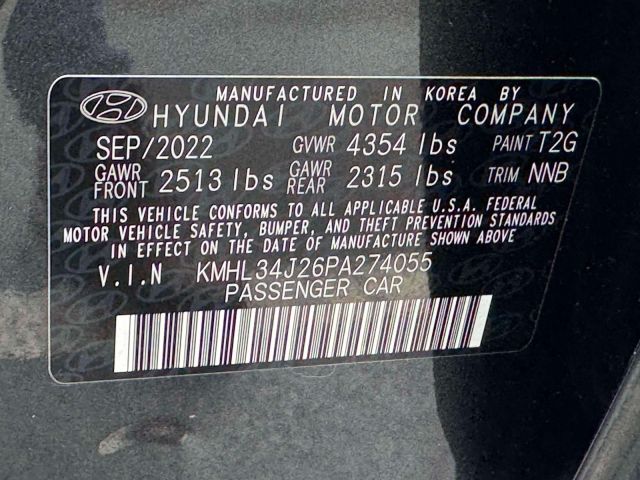 MANUFACTURED IN KOREA BY
HYUNDAI MOTOR COMPANY
SEP/2022 GVWR 4354 lbs PAINT T2G
GAWR FRONT 2513 lbs GAWR REAR 2315 lbs TRIM NNB
THIS VEHICLE CONFORMS TO ALL APPLICABLE U.S.A. FEDERAL
MOTOR VEHICLE SAFETY, BUMPER, AND THEFT PREVENTION STANDARDS
IN EFFECT ON THE DATE OF MANUFACTURE SHOWN ABOVE
V.I.N KMHL34J26PA274055
PASSENGER CAR